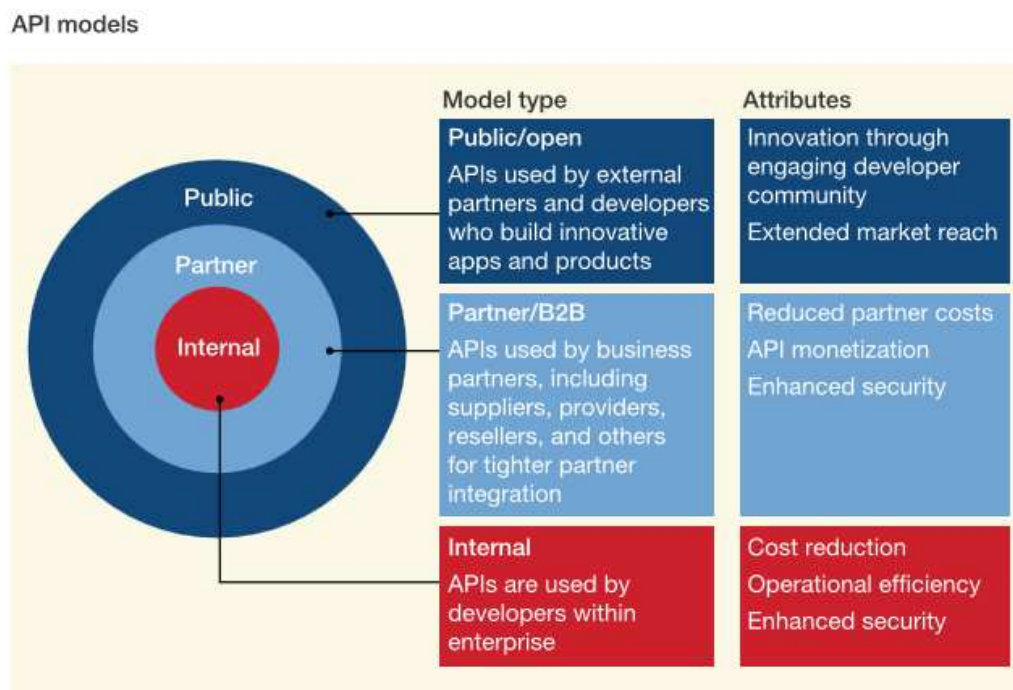 API models
Model type
Attributes
Public
Partner
Internal
Public/open
APIs used by external
partners and developers
who build innovative
apps and products
Innovation through
engaging developer
community
Extended market reach
Partner/B2B
APIs used by business
partners, including
suppliers, providers,
resellers, and others
for tighter partner
integration
Reduced partner costs
API monetization
Enhanced security
Internal
APIs are used by
developers within
enterprise
Cost reduction
Operational efficiency
Enhanced security